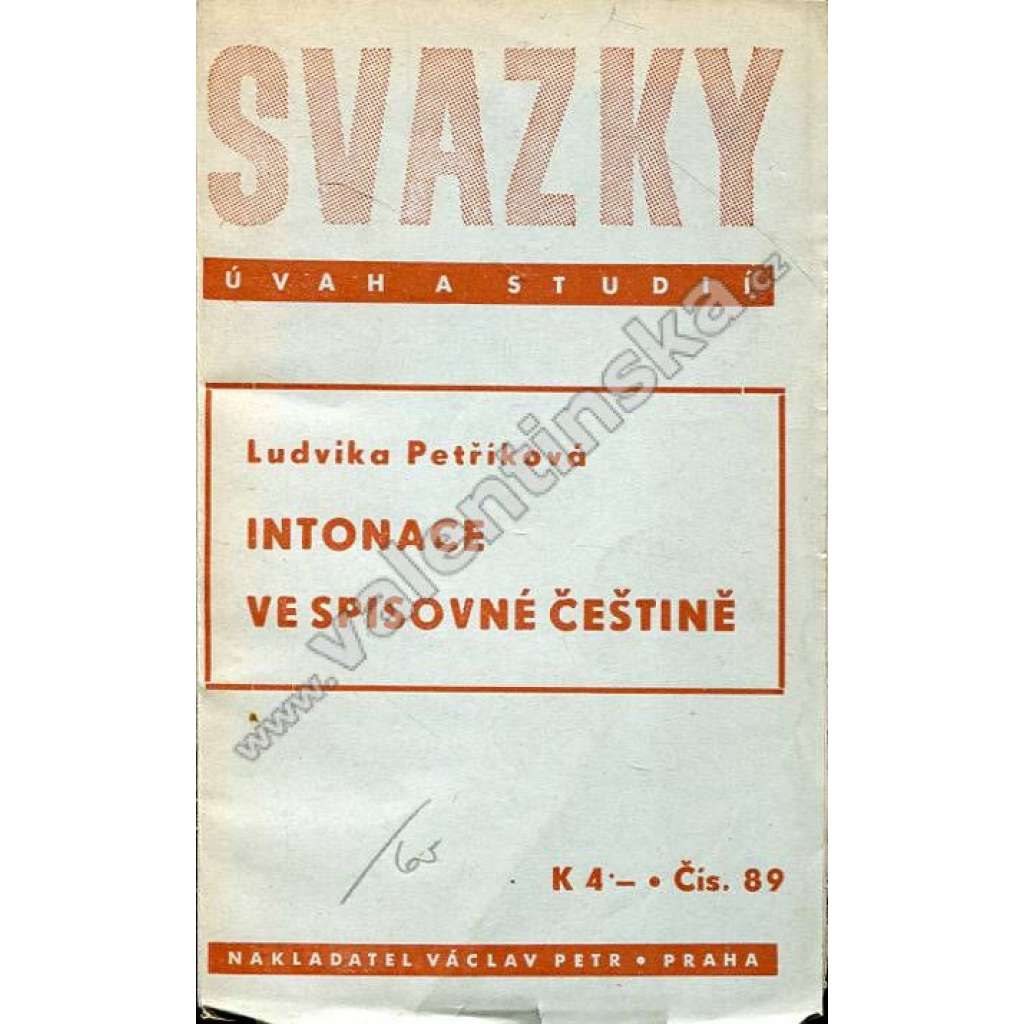 SVAZKY
ÚVAH A STUDIÍ
Ludvika Petříková
INTONACE
VE SPISOVNÉ ČEŠTINĚ
www.valentinska.cz
K 4·— • Čís. 89
NAKLADATEL VÁCLAV PETR • PRAHA